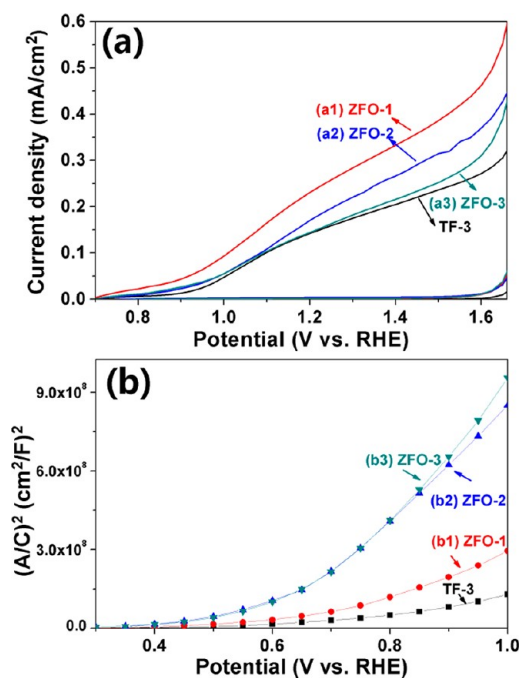 (a)
Current density (mA/cm²)
0.6
0.5
0.4
0.3
0.2
0.1
0.0
(a1) ZFO-1
(a2) ZFO-2
(a3) ZFO-3
TF-3
0.8 1.0 1.2 1.4 1.6
Potential (V vs. RHE)
(b)
(A/C)² (cm²/F)²
9.0x10⁸
6.0x10⁸
3.0x10⁸
0.0
(b3) ZFO-3
(b2) ZFO-2
(b1) ZFO-1
TF-3
0.4 0.6 0.8 1.0
Potential (V vs. RHE)